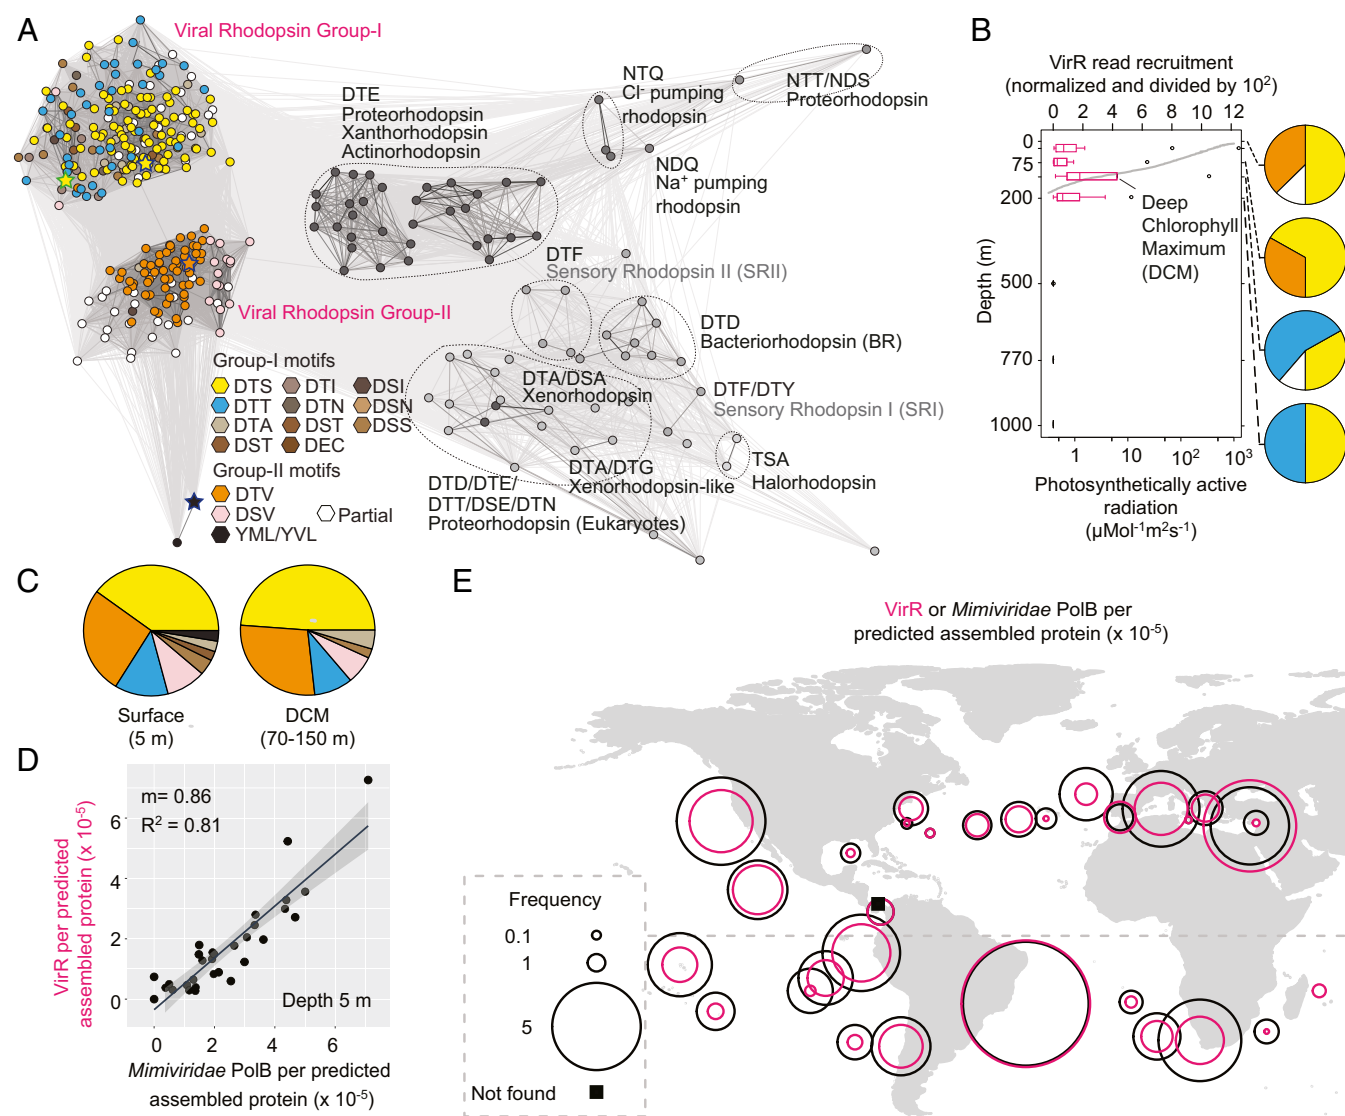 A
Viral Rhodopsin Group-I
DTE
Proteorhodopsin
Xanthorhodopsin
Actinorhodopsin
NTQ
Cl- pumping
rhodopsin
NTT/NDS
Proteorhodopsin
NDQ
Na+ pumping
rhodopsin
DTF
Sensory Rhodopsin II (SRII)
Viral Rhodopsin Group-II
DTD
Bacteriorhodopsin (BR)
DTA/DSA
Xenorhodopsin
DTF/DTY
Sensory Rhodopsin I (SRI)
DTA/DTG
Xenorhodopsin-like
TSA
Halorhodopsin
DTD/DTE/
DTT/DSE/DTN
Proteorhodopsin (Eukaryotes)
Group-I motifs
DTS DTI DSI
DTT DTN DSN
DTA DST DSS
DST DEC
Group-II motifs
DTV
DSV Partial
YML/YVL
B
VirR read recruitment
(normalized and divided by 10²)
0 2 4 6 8 10 12
0
75
200
500
770
1000
Depth (m)
Deep
Chlorophyll
Maximum
(DCM)
1 10 10² 10³
Photosynthetically active
radiation
(µMol-1m2s-1)
C
Surface
(5 m)
DCM
(70-150 m)
D
m= 0.86
R² = 0.81
6
4
2
0
VirR per predicted
assembled protein (x 10-5)
Depth 5 m
0 2 4 6
Mimiviridae PolB per predicted
assembled protein (x 10-5)
E
VirR or Mimiviridae PolB per
predicted assembled protein (x 10-5)
Frequency
0.1
1
5
Not found